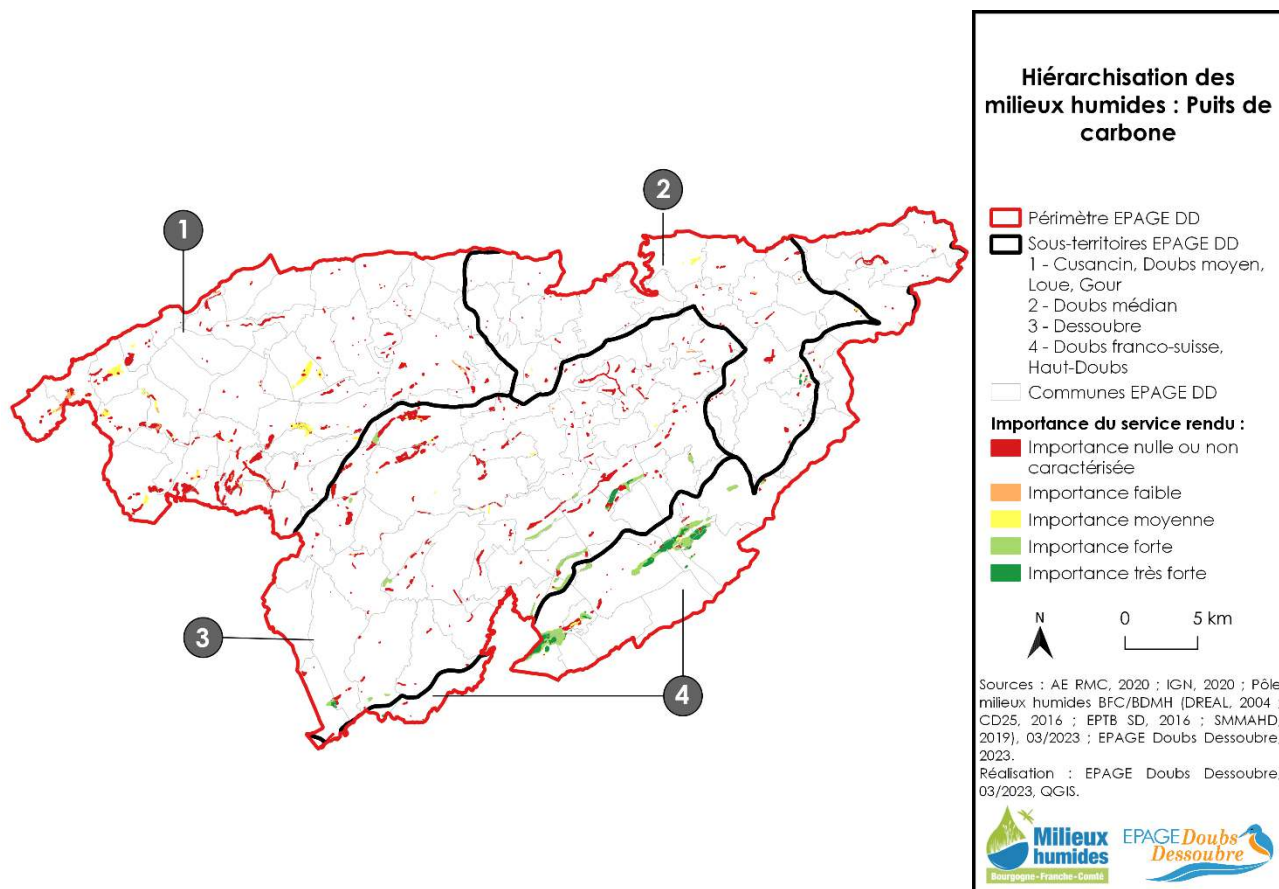 Hiérarchisation des
milieux humides : Puits de
carbone
1
2
3
4
Périmètre EPAGE DD
Sous-territoires EPAGE DD
1 - Cusancin, Doubs moyen,
Loue, Gour
2 - Doubs médian
3 - Dessoubre
4 - Doubs franco-suisse,
Haut-Doubs
Communes EPAGE DD
Importance du service rendu :
Importance nulle ou non
caractérisée
Importance faible
Importance moyenne
Importance forte
Importance très forte
N
0 5 km
Sources : AE RMC, 2020 ; IGN, 2020 ; Pôle
milieux humides BFC/BDMH (DREAL, 2004 ;
CD25, 2016 ; EPTB SD, 2016 ; SMMAHD,
2019), 03/2023 ; EPAGE Doubs Dessoubre,
2023.
Réalisation : EPAGE Doubs Dessoubre,
03/2023, QGIS.
Milieux
humides
Bourgogne-Franche-Comté
EPAGE Doubs
Dessoubre